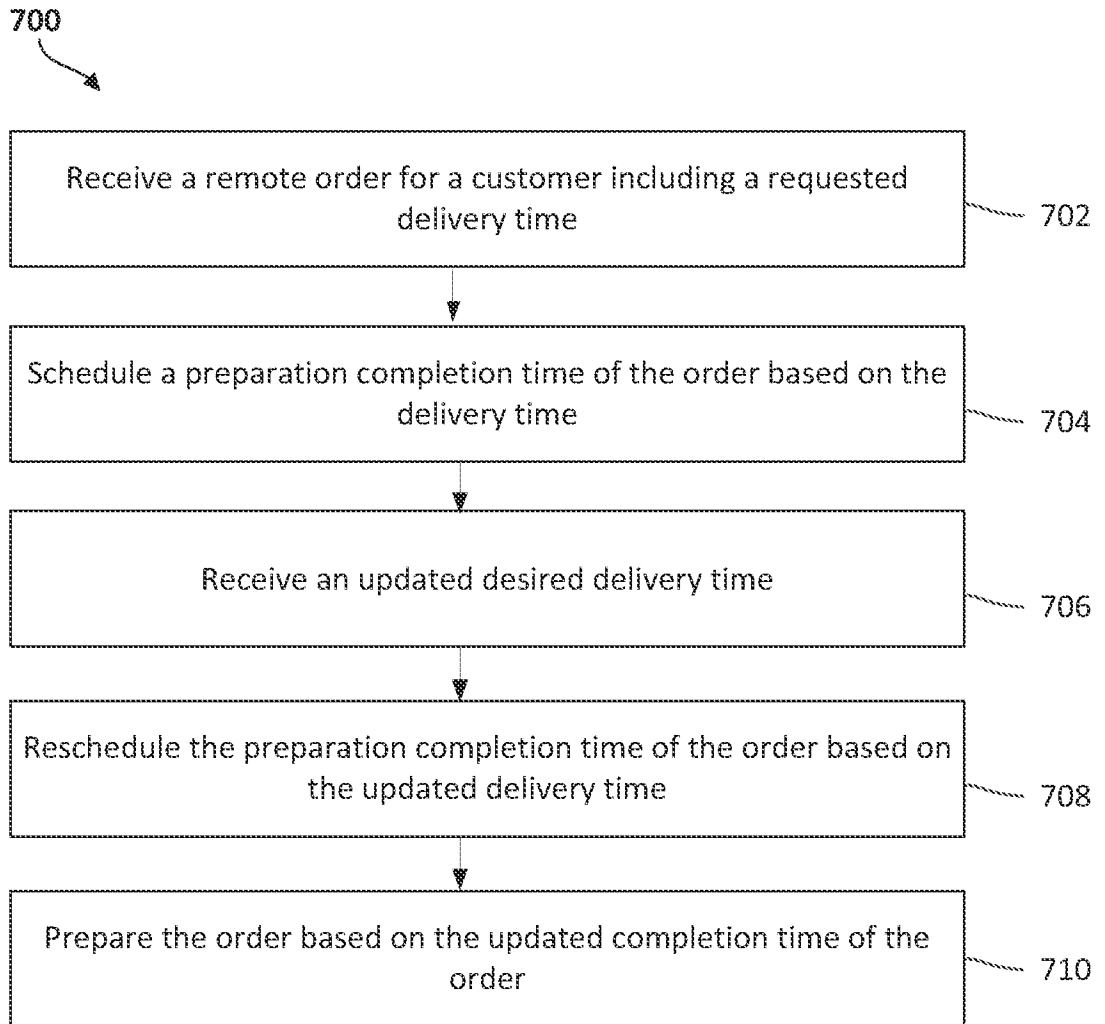 700
Receive a remote order for a customer including a requested
delivery time
702
Schedule a preparation completion time of the order based on the
delivery time
704
Receive an updated desired delivery time
706
Reschedule the preparation completion time of the order based on
the updated delivery time
708
Prepare the order based on the updated completion time of the
order
710